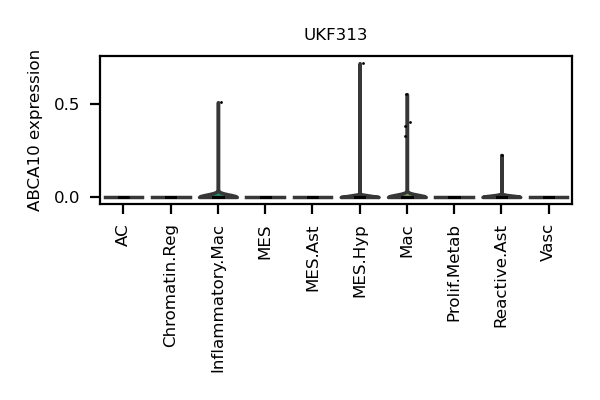 UKF313
ABCA10 expression
0.5
0.0
AC
Chromatin.Reg
Inflammatory.Mac
MES
MES.Ast
MES.Hyp
Mac
Prolif.Metab
Reactive.Ast
Vasc